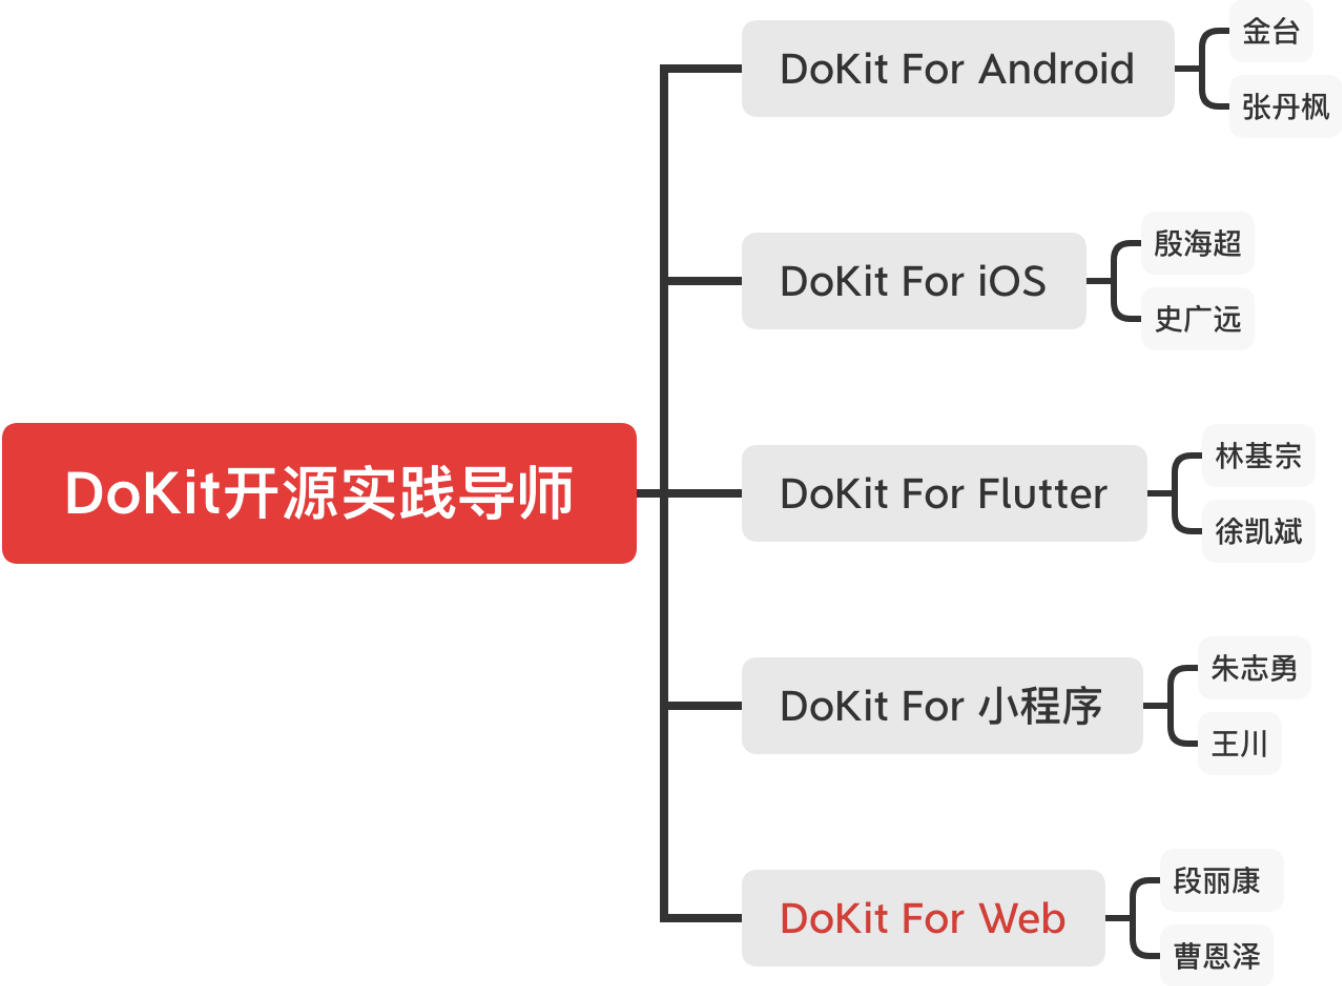 DoKit开源实践导师
DoKit For Android
金台
张丹枫
DoKit For iOS
殷海超
史广远
DoKit For Flutter
林基宗
徐凯斌
DoKit For 小程序
朱志勇
王川
DoKit For Web
段丽康
曹恩泽